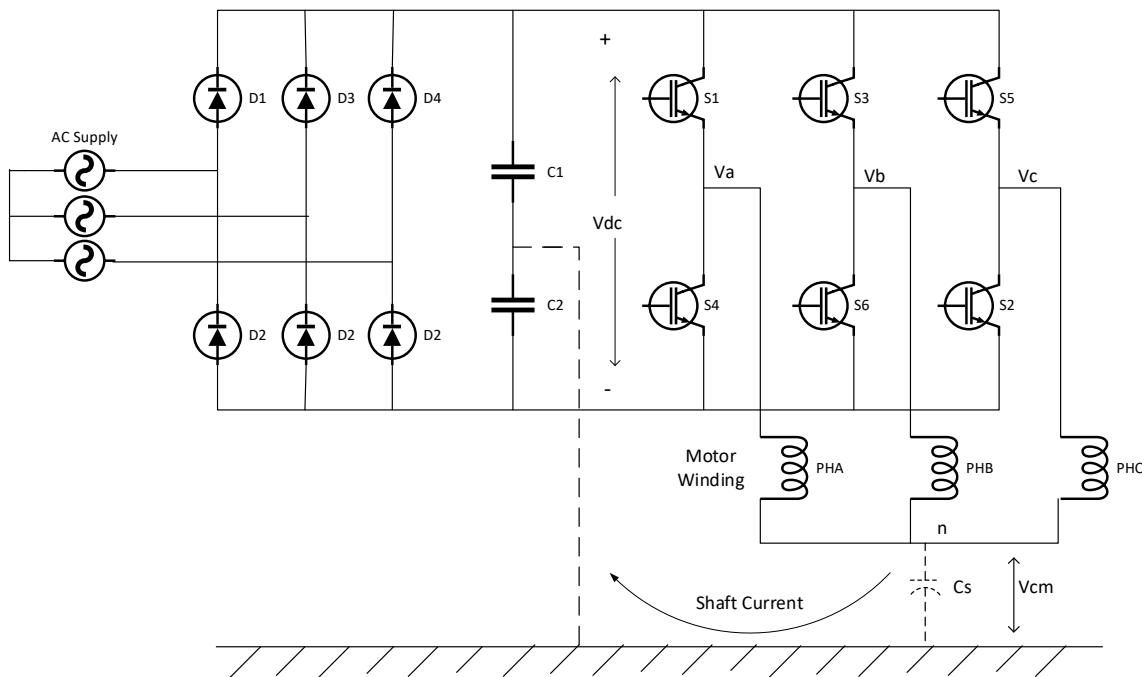 +
D1
D3
D4
S1
S3
S5
AC Supply
C1
Va
Vb
Vc
Vdc
C2
S4
S6
S2
D2
D2
D2
-
Motor
Winding
PHA
PHB
PHC
n
Cs
Vcm
Shaft Current